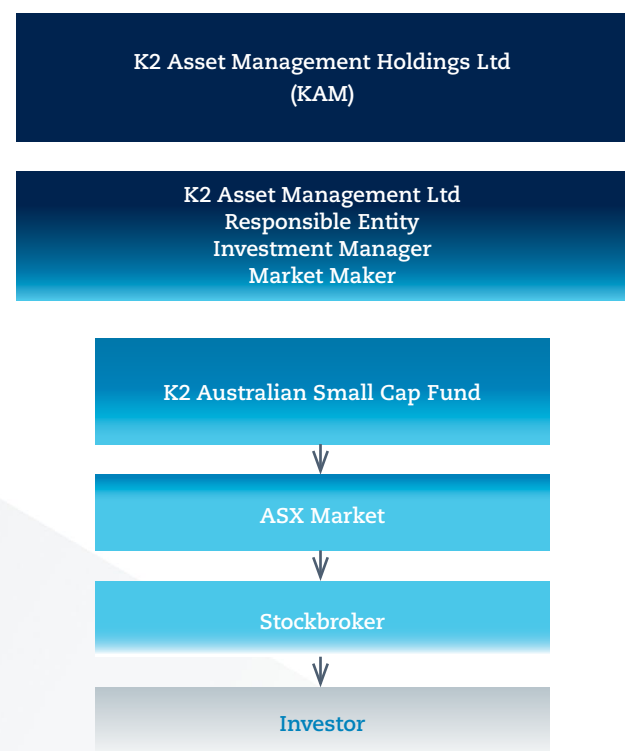 K2 Asset Management Holdings Ltd
(KAM)
K2 Asset Management Ltd
Responsible Entity
Investment Manager
Market Maker
K2 Australian Small Cap Fund
ASX Market
Stockbroker
Investor